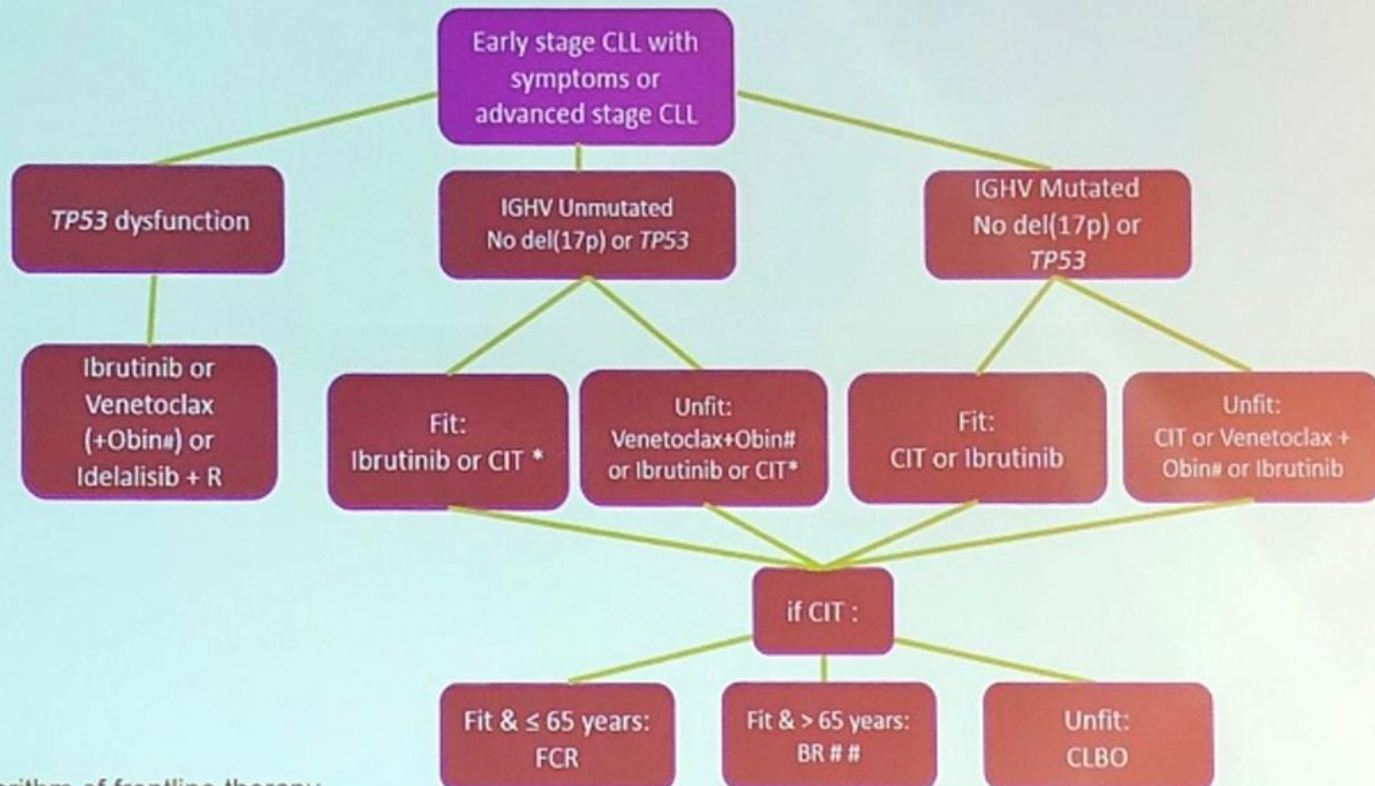 Early stage CLL with
symptoms or
advanced stage CLL
TP53 dysfunction
IGHV Unmutated
No del(17p) or TP53
IGHV Mutated
No del(17p) or
TP53
Ibrutinib or
Venetoclax
(+Obin#) or
Idelalisib + R
Fit:
Ibrutinib or CIT *
Unfit:
Venetoclax+Obin#
or Ibrutinib or CIT*
Fit:
CIT or Ibrutinib
Unfit:
CIT or Venetoclax +
Obin# or Ibrutinib
if CIT :
Fit & ≤ 65 years:
FCR
Fit & > 65 years:
BR # #
Unfit:
CLBO
of frontline therapy